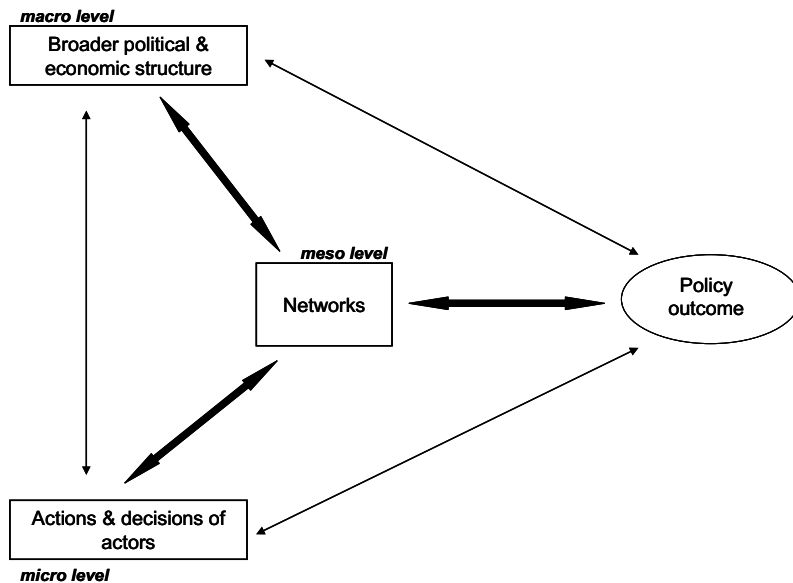 macro level
Broader political &
economic structure
meso level
Networks
Policy
outcome
Actions & decisions of
actors
micro level